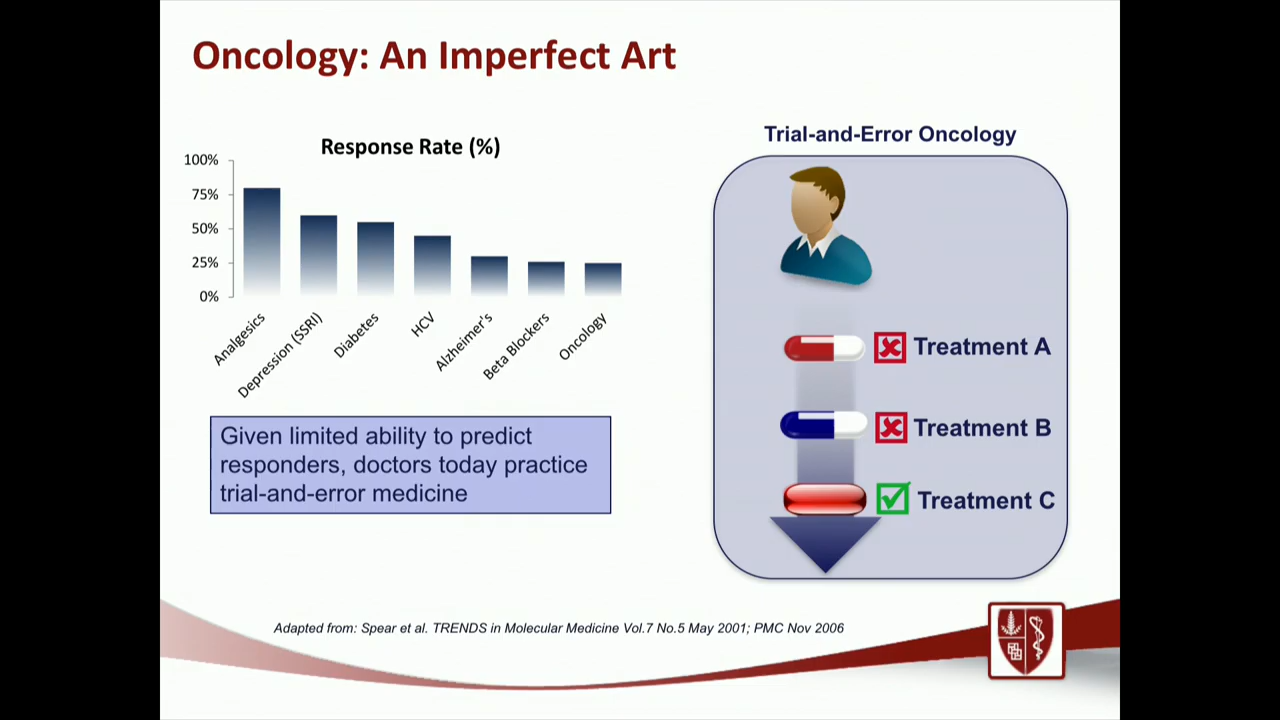 Oncology: An Imperfect Art
Response Rate (%)
100%
75%
50%
25%
0%
Analgesics
Depression (SSRI)
Diabetes
HCV
Alzheimer's
Beta Blockers
Oncology
Given limited ability to predict
responders, doctors today practice
trial-and-error medicine
Trial-and-Error Oncology
Treatment A
Treatment B
Treatment C
Adapted from: Spear et al. TRENDS in Molecular Medicine Vol.7 No.5 May 2001; PMC Nov 2006